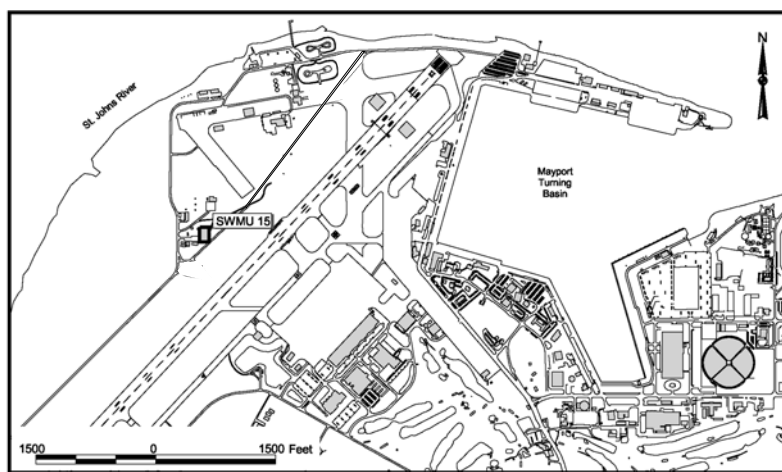 N
St. Johns River
Mayport
Turning
Basin
SWMU 15
1500 0 1500 Feet